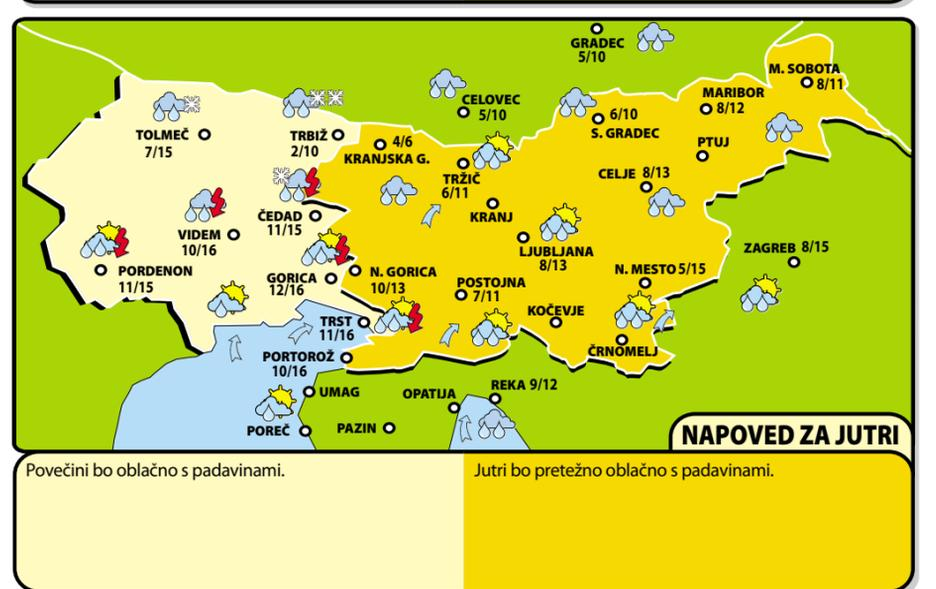 GRADEC
5/10
M. SOBOTA
8/11
MARIBOR
8/12
CELOVEC
5/10
6/10
S. GRADEC
TOLMEČ
7/15
TRBIŽ
2/10
4/6
KRANJSKA G.
PTUJ
TRŽIČ
6/11
CELJE 8/13
KRANJ
ČEDAD
11/15
VIDEM
10/16
LJUBLJANA
8/13
ZAGREB 8/15
PORDENON
11/15
GORICA
12/16
N. GORICA
10/13
N. MESTO 5/15
POSTOJNA
7/11
KOČEVJE
TRST
11/16
ČRNOMELJ
PORTOROŽ
10/16
UMAG
OPATIJA
REKA 9/12
POREČ
PAZIN
NAPOVED ZA JUTRI
Povečini bo oblačno s padavinami.
Jutri bo pretežno oblačno s padavinami.